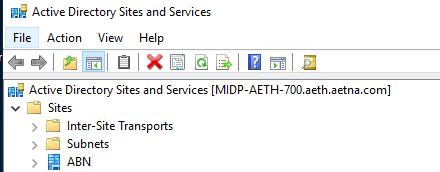 Active Directory Sites and Services
File Action View Help
Active Directory Sites and Services [MIDP-AETH-700.aeth.aetna.com]
Sites
Inter-Site Transports
Subnets
ABN